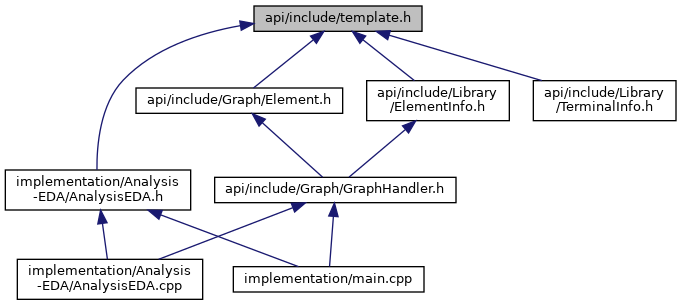 api/include/template.h
api/include/Graph/Element.h
api/include/Library
/ElementInfo.h
api/include/Library
/TerminalInfo.h
implementation/Analysis
-EDA/AnalysisEDA.h
api/include/Graph/GraphHandler.h
implementation/Analysis
-EDA/AnalysisEDA.cpp
implementation/main.cpp